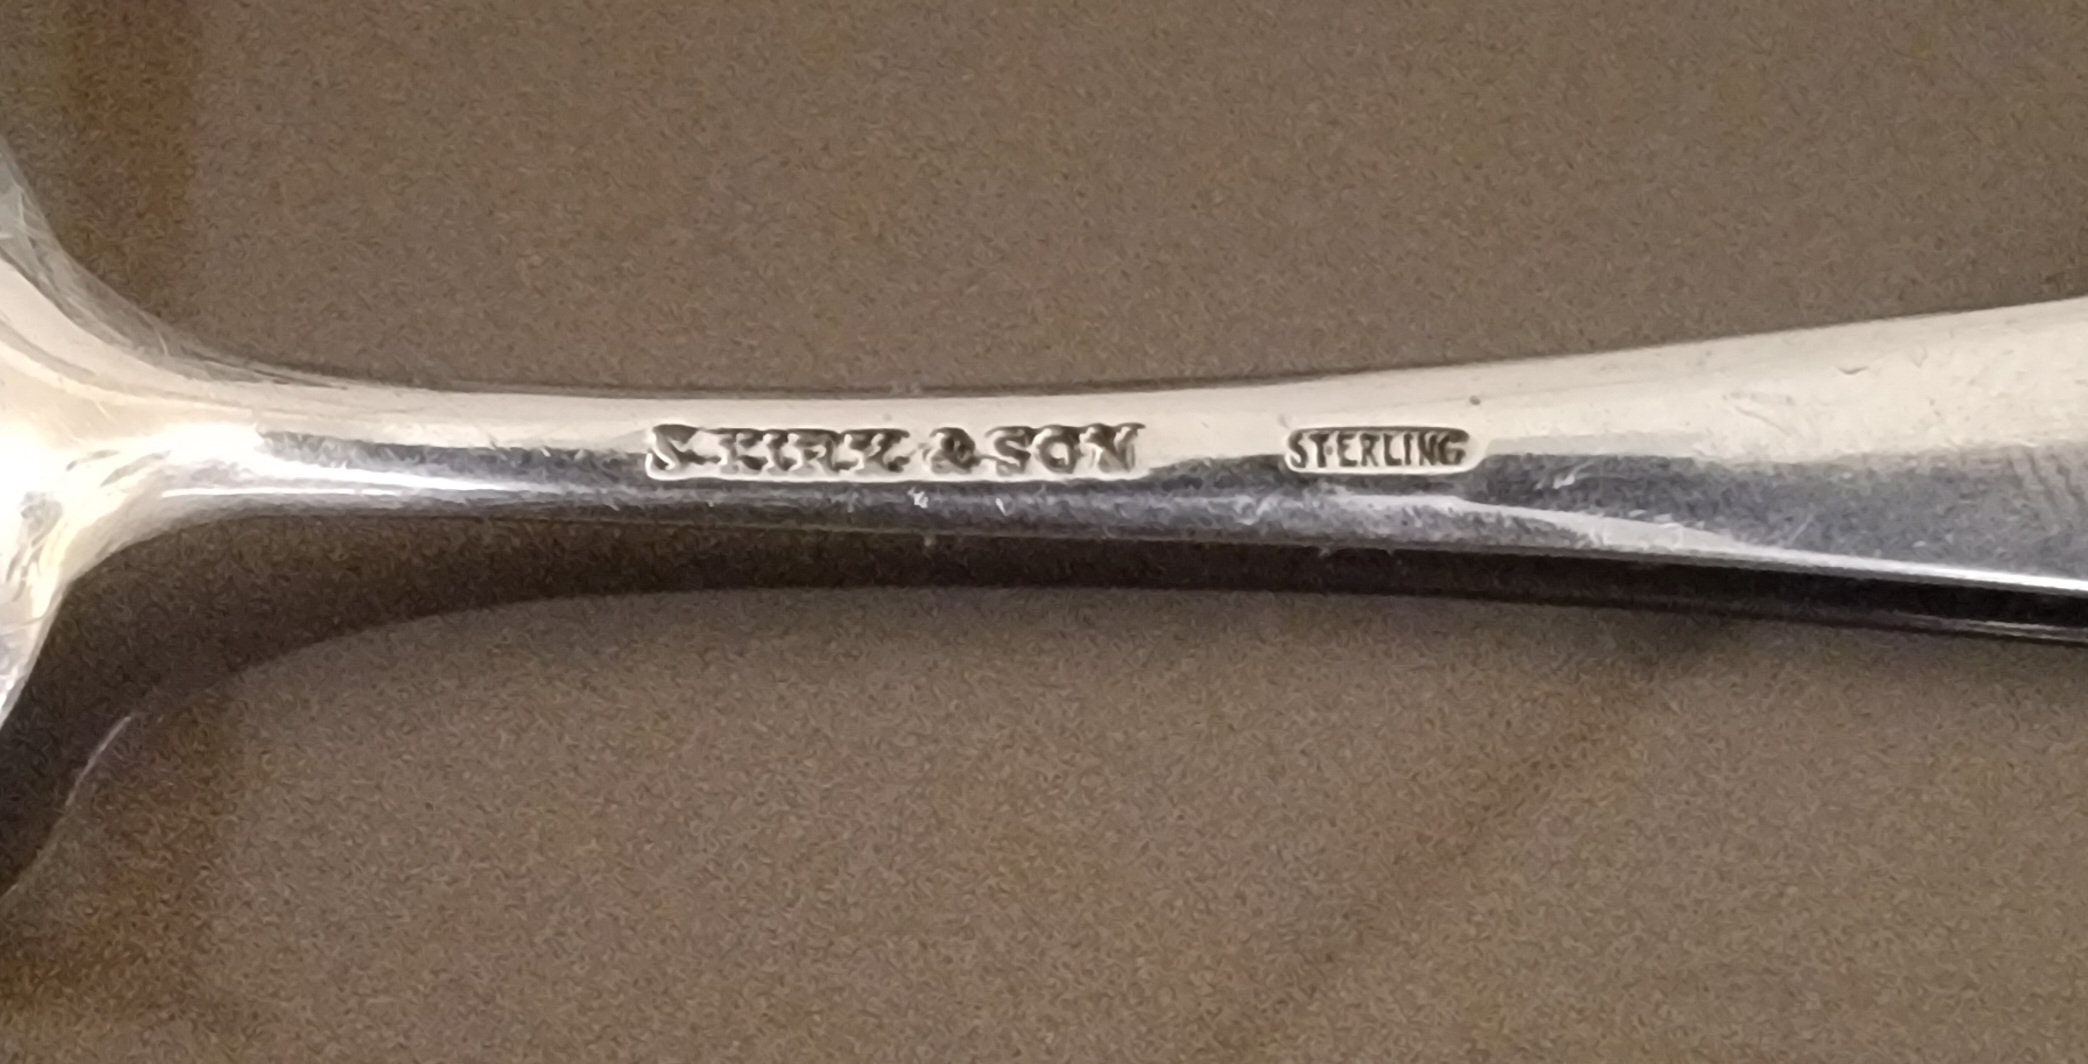 S. KIRK & SON STERLING